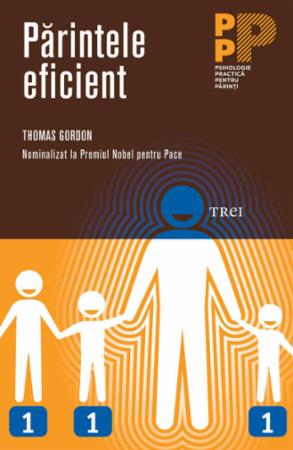 Părintele
eficient
THOMAS GORDON
Nominalizat la Premiul Nobel pentru Pace
P P
P
PSIHOLOGIE
PRACTICĂ
PENTRU
PĂRINȚI
TREI
1
1
1